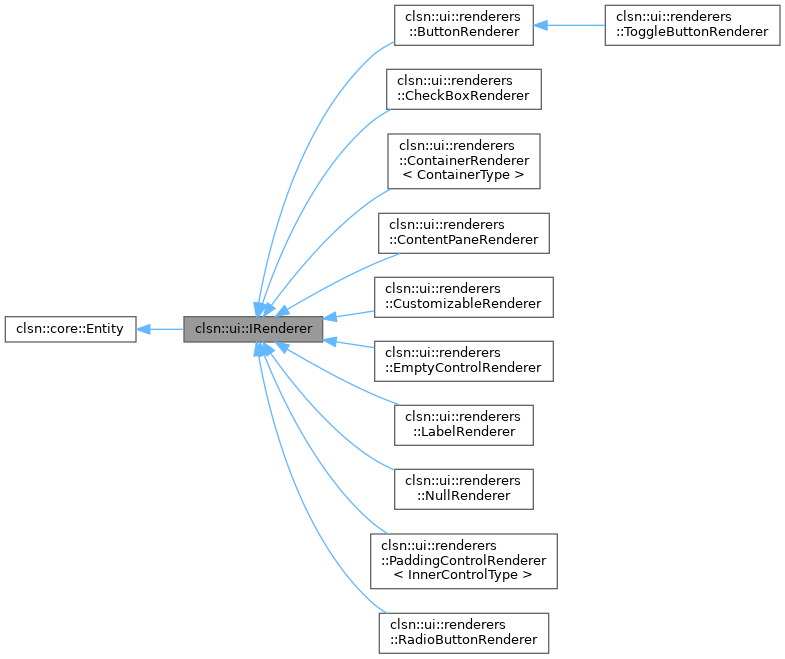 clsn::ui::renderers
::ButtonRenderer
clsn::ui::renderers
::ToggleButtonRenderer
clsn::ui::renderers
::CheckBoxRenderer
clsn::ui::renderers
::ContainerRenderer
< ContainerType >
clsn::ui::renderers
::ContentPaneRenderer
clsn::ui::renderers
::CustomizableRenderer
clsn::core::Entity
clsn::ui::IRenderer
clsn::ui::renderers
::EmptyControlRenderer
clsn::ui::renderers
::LabelRenderer
clsn::ui::renderers
::NullRenderer
clsn::ui::renderers
::PaddingControlRenderer
< InnerControlType >
clsn::ui::renderers
::RadioButtonRenderer